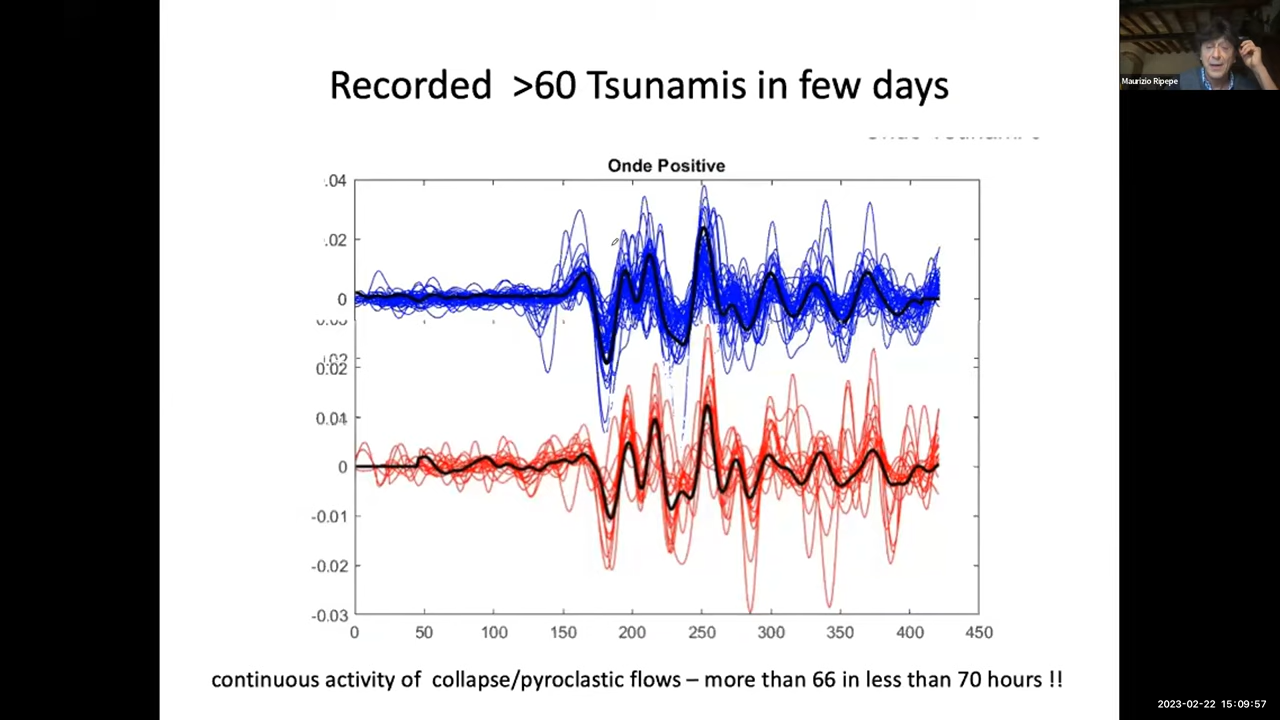 Recorded >60 Tsunamis in few days
Maurizio Ripepe
Onde Positive
.04
.02
0
0.02
0.01
0
-0.01
-0.02
-0.03
0 50 100 150 200 250 300 350 400 450
continuous activity of collapse/pyroclastic flows – more than 66 in less than 70 hours !!
2023-02-22 15:09:57